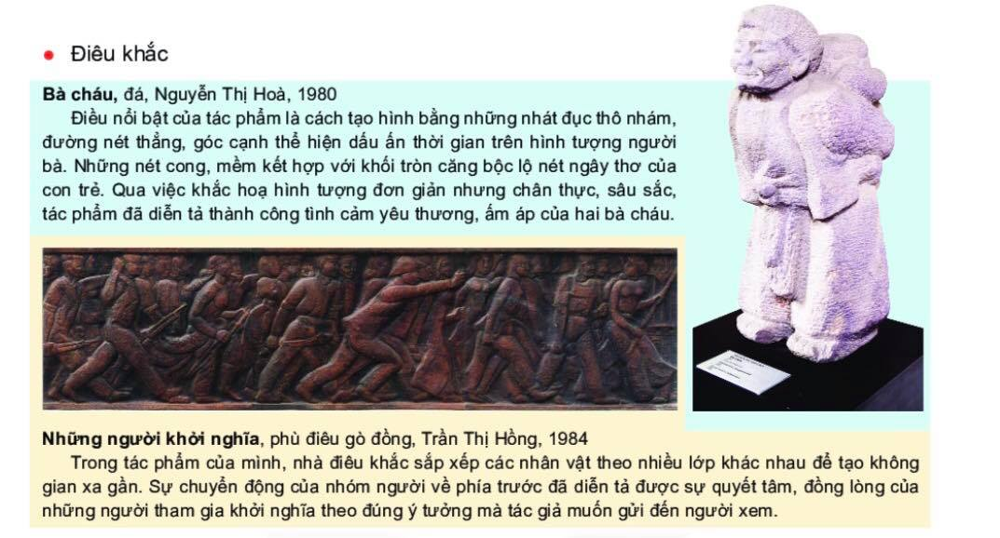 Điêu khắc
Bà cháu, đá, Nguyễn Thị Hoà, 1980
Điều nổi bật của tác phẩm là cách tạo hình bằng những nhát đục thô nhám,
đường nét thẳng, góc cạnh thể hiện dấu ấn thời gian trên hình tượng người
bà. Những nét cong, mềm kết hợp với khối tròn căng bộc lộ nét ngây thơ của
con trẻ. Qua việc khắc hoạ hình tượng đơn giản nhưng chân thực, sâu sắc,
tác phẩm đã diễn tả thành công tình cảm yêu thương, ấm áp của hai bà cháu.
Những người khởi nghĩa, phù điêu gò đồng, Trần Thị Hồng, 1984
Trong tác phẩm của mình, nhà điêu khắc sắp xếp các nhân vật theo nhiều lớp khác nhau để tạo không
gian xa gần. Sự chuyển động của nhóm người về phía trước đã diễn tả được sự quyết tâm, đồng lòng của
những người tham gia khởi nghĩa theo đúng ý tưởng mà tác giả muốn gửi đến người xem.